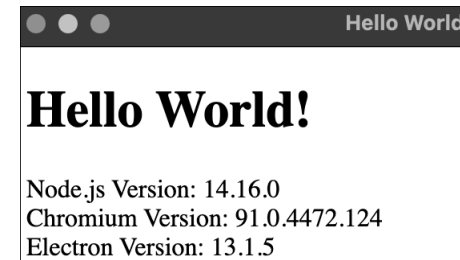 Hello World
Hello World!
Node.js Version: 14.16.0
Chromium Version: 91.0.4472.124
Electron Version: 13.1.5